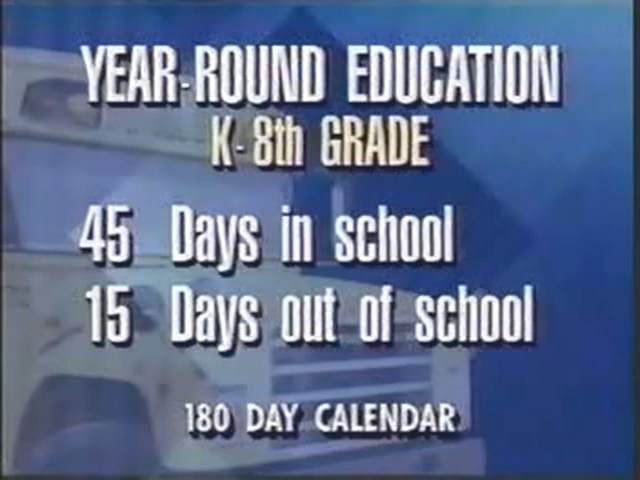 YEAR-ROUND EDUCATION
K-8th GRADE
45 Days in school
15 Days out of school
180 DAY CALENDAR